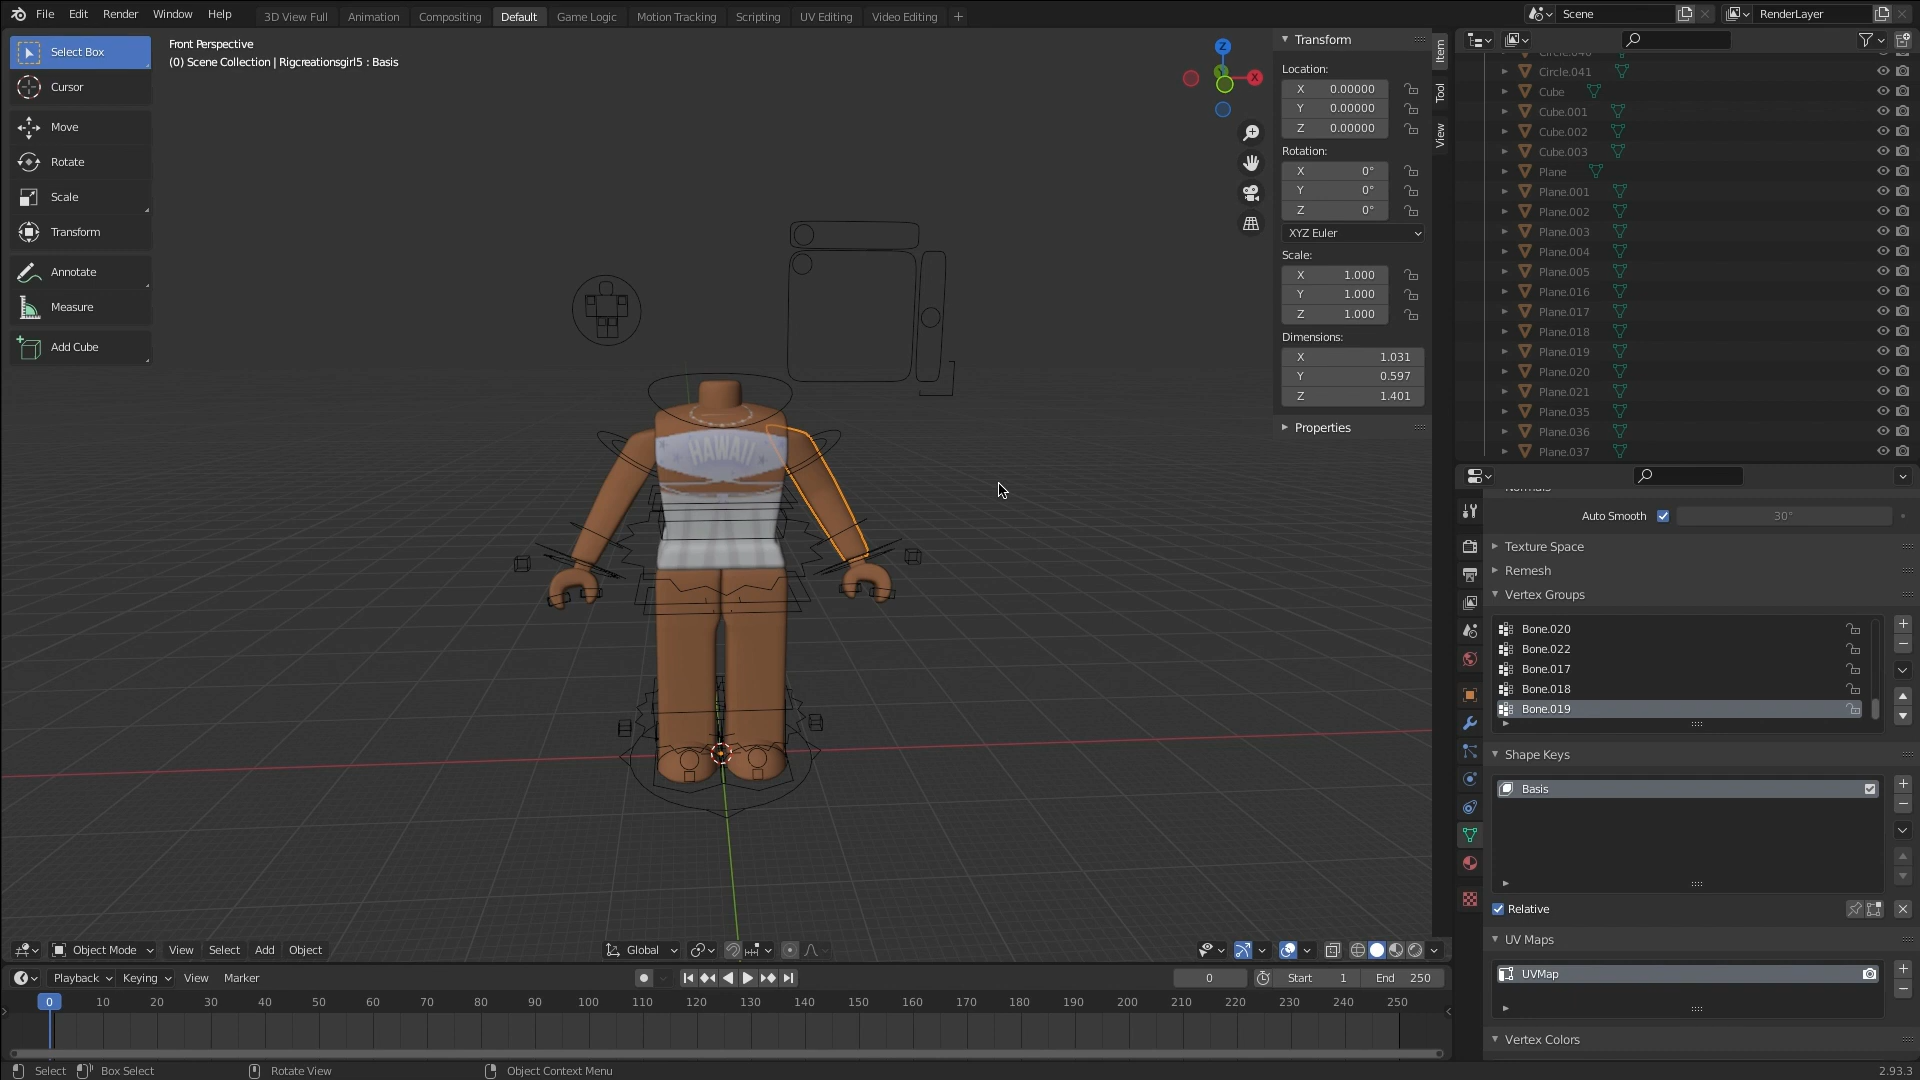 File Edit Render Window Help
3D View Full Animation Compositing Default Game Logic Motion Tracking Scripting UV Editing Video Editing
Scene
RenderLayer
Select Box
Cursor
Move
Rotate
Scale
Transform
Annotate
Measure
Add Cube
Front Perspective
(0) Scene Collection | Rigcreationsgirl5 : Basis
Z
X
HAWAII
Transform
Location:
X 0.00000
Y 0.00000
Z 0.00000
Rotation:
X 0°
Y 0°
Z 0°
XYZ Euler
Scale:
X 1.000
Y 1.000
Z 1.000
Dimensions:
X 1.031
Y 0.597
Z 1.401
Properties
Item
Tool
View
Circle.041
Cube
Cube.001
Cube.002
Cube.003
Plane
Plane.001
Plane.002
Plane.003
Plane.004
Plane.005
Plane.016
Plane.017
Plane.018
Plane.019
Plane.020
Plane.021
Plane.035
Plane.036
Plane.037
Normals
Auto Smooth 30°
Texture Space
Remesh
Vertex Groups
Bone.020
Bone.022
Bone.017
Bone.018
Bone.019
Shape Keys
Basis
Relative
UV Maps
UVMap
Vertex Colors
Object Mode View Select Add Object
Global
Playback Keying View Marker
0 Start 1 End 250
0 10 20 30 40 50 60 70 80 90 100 110 120 130 140 150 160 170 180 190 200 210 220 230 240 250
Select Box Select Rotate View Object Context Menu 2.93.3